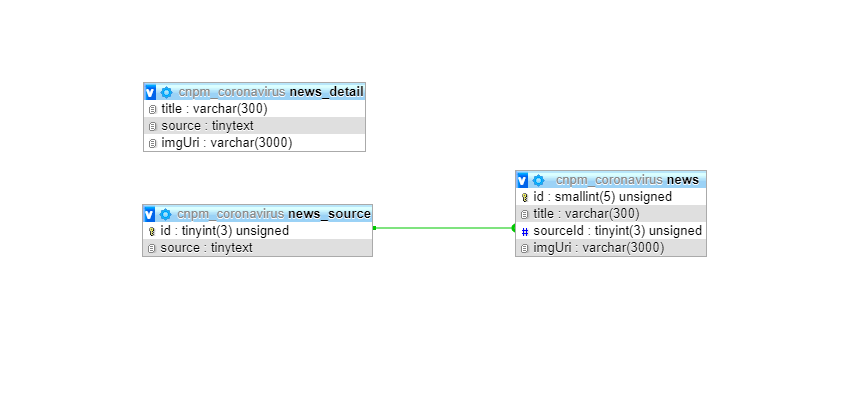 cnpm_coronavirus news_detail
title : varchar(300)
source : tinytext
imgUri : varchar(3000)
cnpm_coronavirus news_source
id : tinyint(3) unsigned
source : tinytext
cnpm_coronavirus news
id : smallint(5) unsigned
title : varchar(300)
# sourceId : tinyint(3) unsigned
imgUri : varchar(3000)